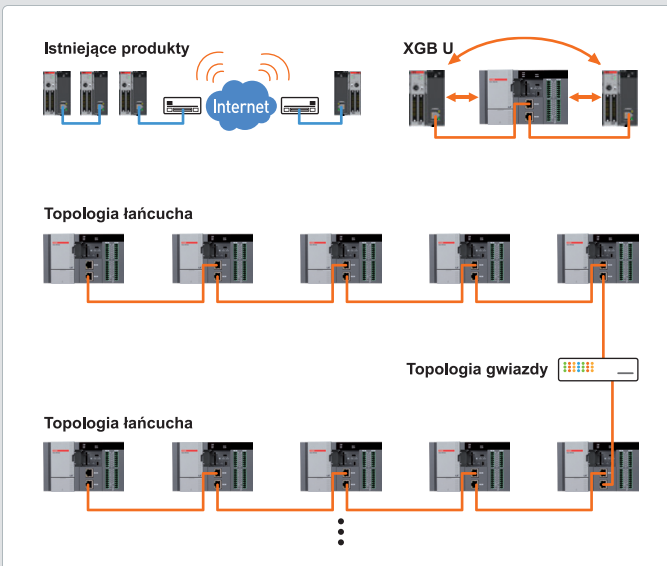 Istniejące produkty
XGB U
Internet
Topologia łańcucha
Topologia gwiazdy
Topologia łańcucha